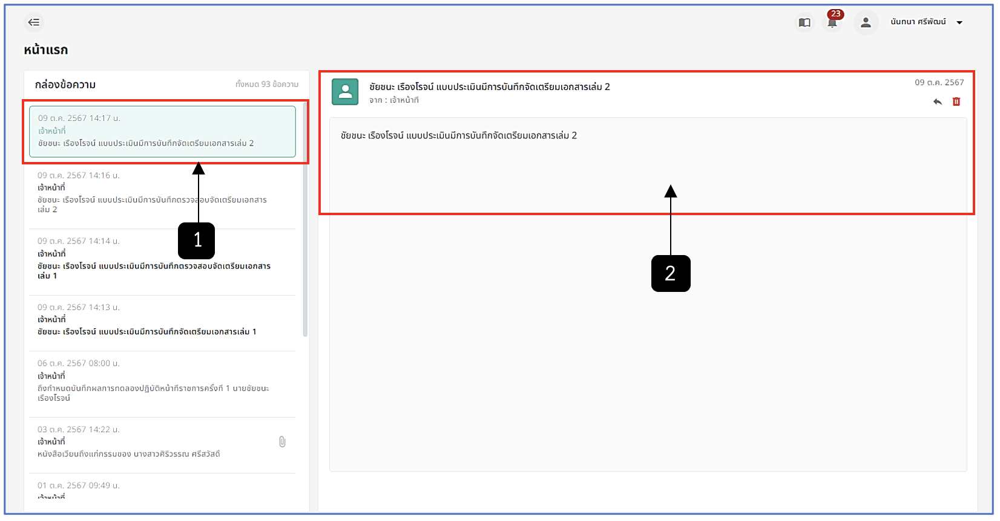 23
นันทนา ศรีพัฒน์
หน้าแรก
กล่องข้อความ
ทั้งหมด 93 ข้อความ
09 ต.ค. 2567 14:17 น.
เจ้าหน้าที่
ชัยชนะ เรืองโรจน์ แบบประเมินมีการบันทึกจัดเตรียมเอกสารเล่ม 2
09 ต.ค. 2567 14:16 น.
เจ้าหน้าที่
ชัยชนะ เรืองโรจน์ แบบประเมินมีการบันทึกตรวจสอบจัดเตรียมเอกสาร
เล่ม 2
1
09 ต.ค. 2567 14:14 น.
เจ้าหน้าที่
ชัยชนะ เรืองโรจน์ แบบประเมินมีการบันทึกตรวจสอบจัดเตรียมเอกสาร
เล่ม 1
09 ต.ค. 2567 14:13 น.
เจ้าหน้าที่
ชัยชนะ เรืองโรจน์ แบบประเมินมีการบันทึกจัดเตรียมเอกสารเล่ม 1
06 ต.ค. 2567 08:00 น.
เจ้าหน้าที่
ถึงกำหนดบันทึกผลการทดลองปฏิบัติหน้าที่ราชการครั้งที่ 1 นายชัยชนะ
เรืองโรจน์
03 ต.ค. 2567 14:22 น.
เจ้าหน้าที่
หนังสือเวียนถึงแก่กรรมของ นางสาวศิริวรรณ ศรีสวัสดิ์
01 ต.ค. 2567 09:49 น.
เจ้าหน้าที่
ชัยชนะ เรืองโรจน์ แบบประเมินมีการบันทึกจัดเตรียมเอกสารเล่ม 2
จาก : เจ้าหน้าที่
09 ต.ค. 2567
ชัยชนะ เรืองโรจน์ แบบประเมินมีการบันทึกจัดเตรียมเอกสารเล่ม 2
2